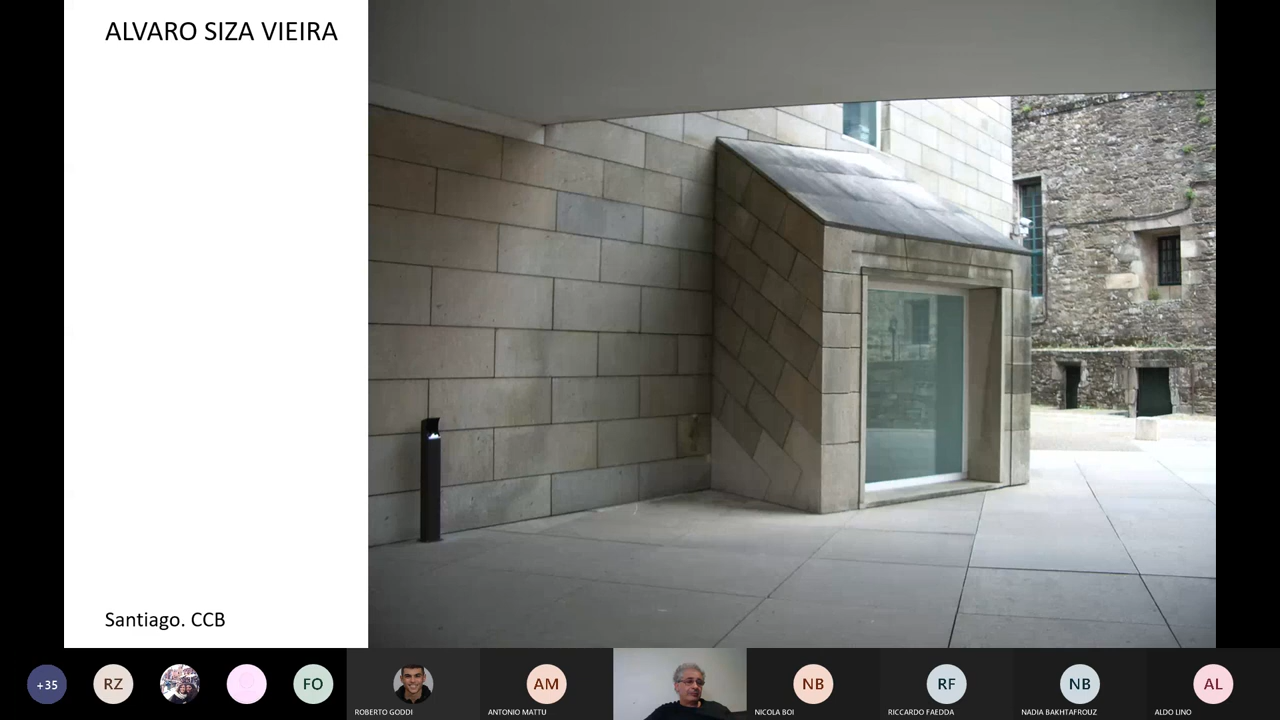 ALVARO SIZA VIEIRA
Santiago. CCB
+35
RZ
FO
ROBERTO GODDI
AM
ANTONIO MATTU
NB
NICOLA BOI
RF
RICCARDO FAEDDA
NB
NADIA BAKHTAFROUZ
AL
ALDO LINO